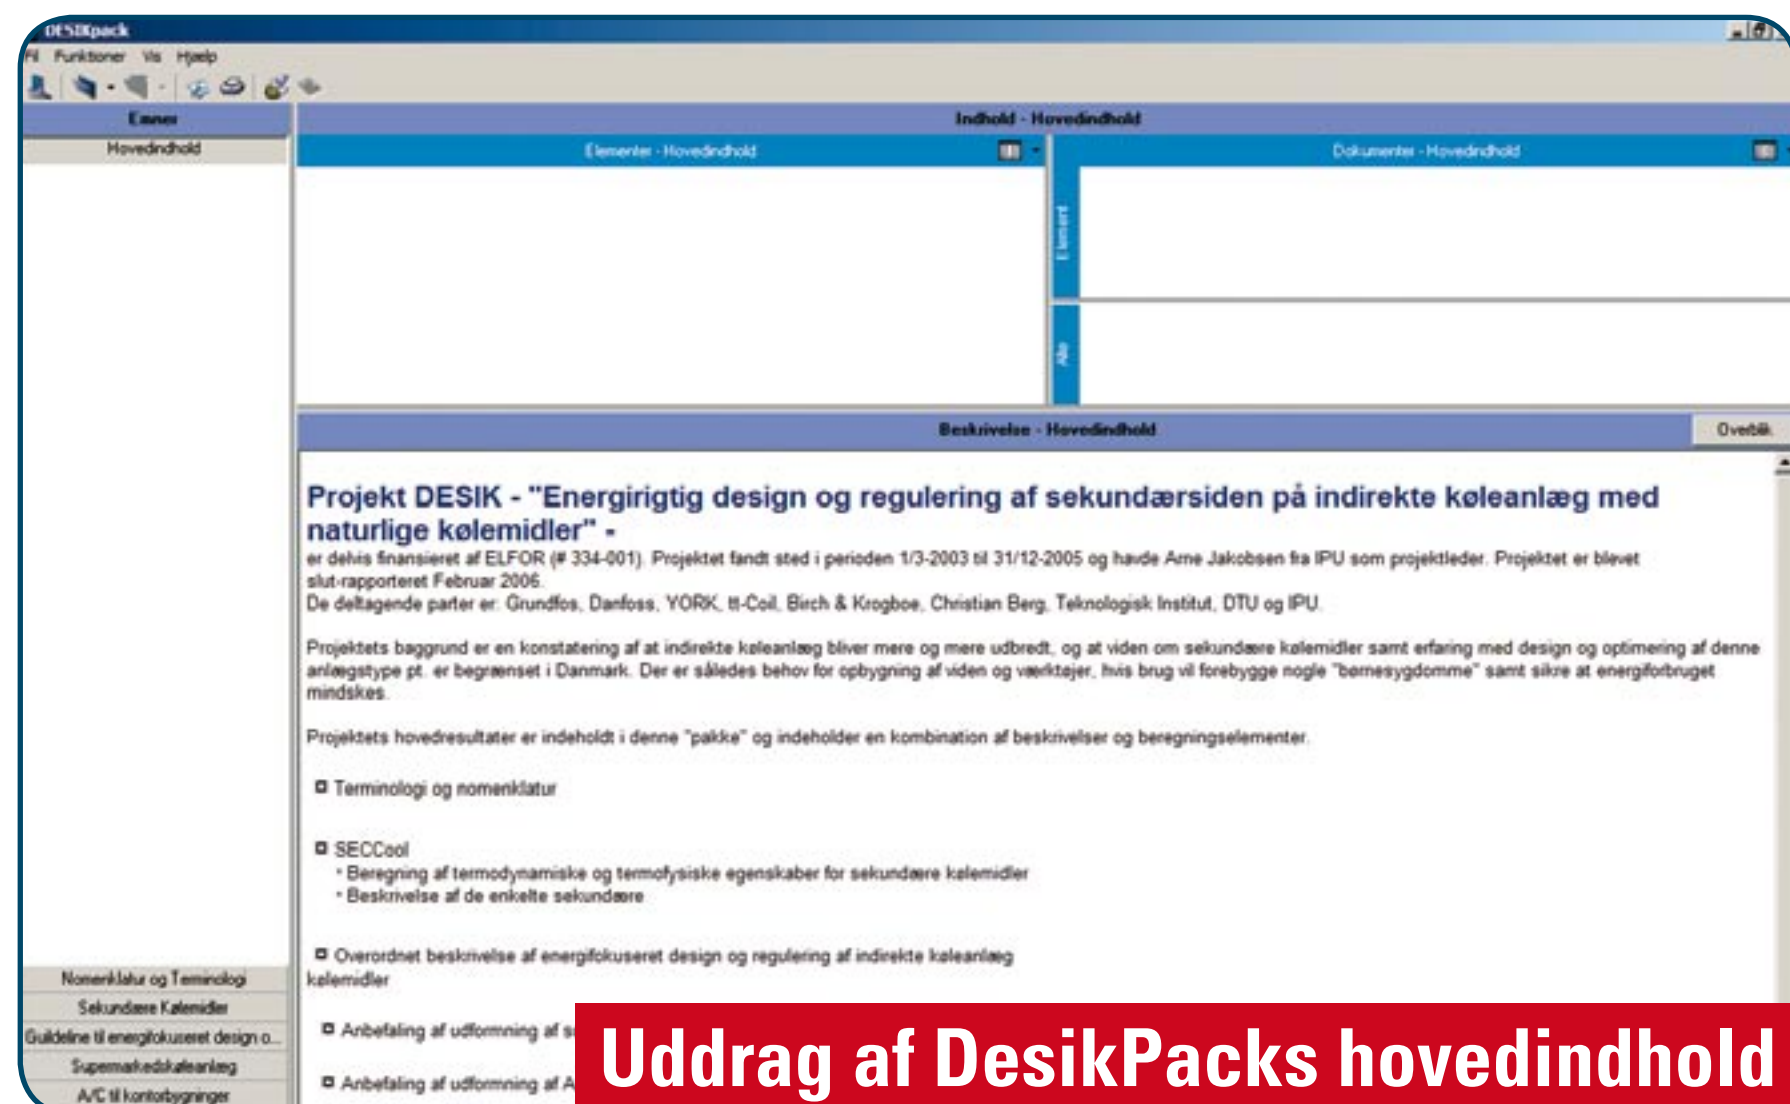 DESIKpack
Fil Funktioner Vis Hjælp
Emner
Hovedindhold
Indhold - Hovedindhold
Elementer - Hovedindhold
Dokumenter - Hovedindhold
Element
Alle
Beskrivelse - Hovedindhold
Overblik
Projekt DESIK - "Energirigtig design og regulering af sekundærsiden på indirekte køleanlæg med
naturlige kølemidler" -
er delvis finansieret af ELFOR (# 334-001). Projektet fandt sted i perioden 1/3-2003 til 31/12-2005 og havde Arne Jakobsen fra IPU som projektleder. Projektet er blevet
slut-rapporteret Februar 2006.
De deltagende parter er: Grundfos, Danfoss, YORK, tt-Coil, Birch & Krogboe, Christian Berg, Teknologisk Institut, DTU og IPU.
Projektets baggrund er en konstatering af at indirekte køleanlæg bliver mere og mere udbredt, og at viden om sekundære kølemidler samt erfaring med design og optimering af denne
anlægstype pt. er begrænset i Danmark. Der er således behov for opbygning af viden og værktøjer, hvis brug vil forebygge nogle "børnesygdomme" samt sikre at energiforbruget
mindskes.
Projektets hovedresultater er indeholdt i denne "pakke" og indeholder en kombination af beskrivelser og beregningselementer.
Terminologi og nomenklatur
SECCool
Beregning af termodynamiske og termofysiske egenskaber for sekundære kølemidler
Beskrivelse af de enkelte sekundære
Overordnet beskrivelse af energifokuseret design og regulering af indirekte køleanlæg
kølemidler
Anbefaling af udformning af s
Anbefaling af udformning af A
Nomenklatur og Terminologi
Sekundære Kølemidler
Guildeline til energifokuseret design o...
Supermarkedskøleanlæg
A/C til kontorbygninger
Uddrag af DesikPacks hovedindhold